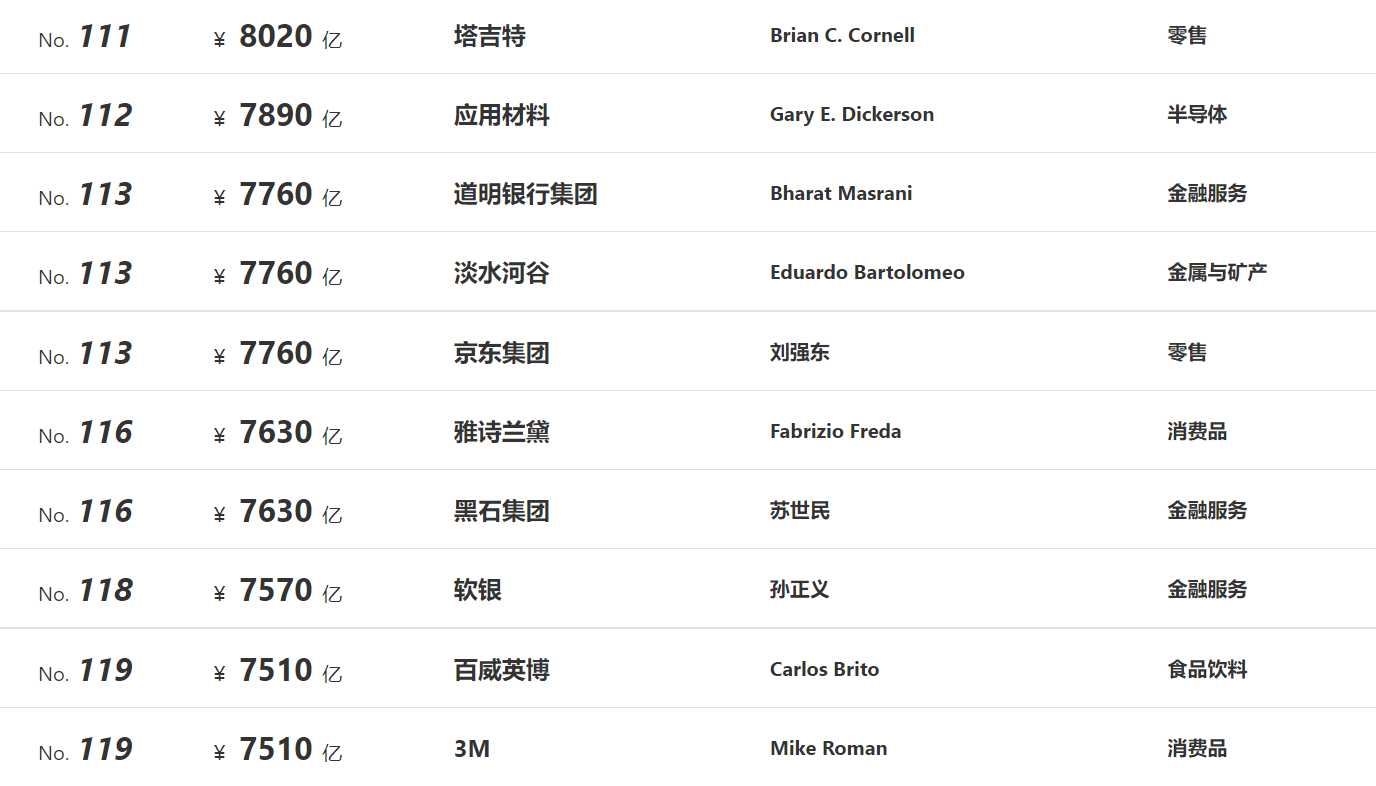 No. 111 ¥ 8020 亿 塔吉特 Brian C. Cornell 零售
No. 112 ¥ 7890 亿 应用材料 Gary E. Dickerson 半导体
No. 113 ¥ 7760 亿 道明银行集团 Bharat Masrani 金融服务
No. 113 ¥ 7760 亿 淡水河谷 Eduardo Bartolomeo 金属与矿产
No. 113 ¥ 7760 亿 京东集团 刘强东 零售
No. 116 ¥ 7630 亿 雅诗兰黛 Fabrizio Freda 消费品
No. 116 ¥ 7630 亿 黑石集团 苏世民 金融服务
No. 118 ¥ 7570 亿 软银 孙正义 金融服务
No. 119 ¥ 7510 亿 百威英博 Carlos Brito 食品饮料
No. 119 ¥ 7510 亿 3M Mike Roman 消费品